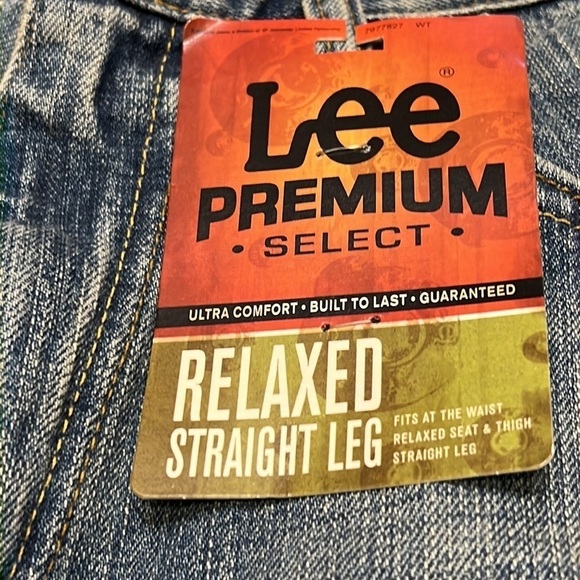 7977827 WT
Lee®
PREMIUM
• SELECT •
ULTRA COMFORT • BUILT TO LAST • GUARANTEED
RELAXED
STRAIGHT LEG
FITS AT THE WAIST
RELAXED SEAT & THIGH
STRAIGHT LEG